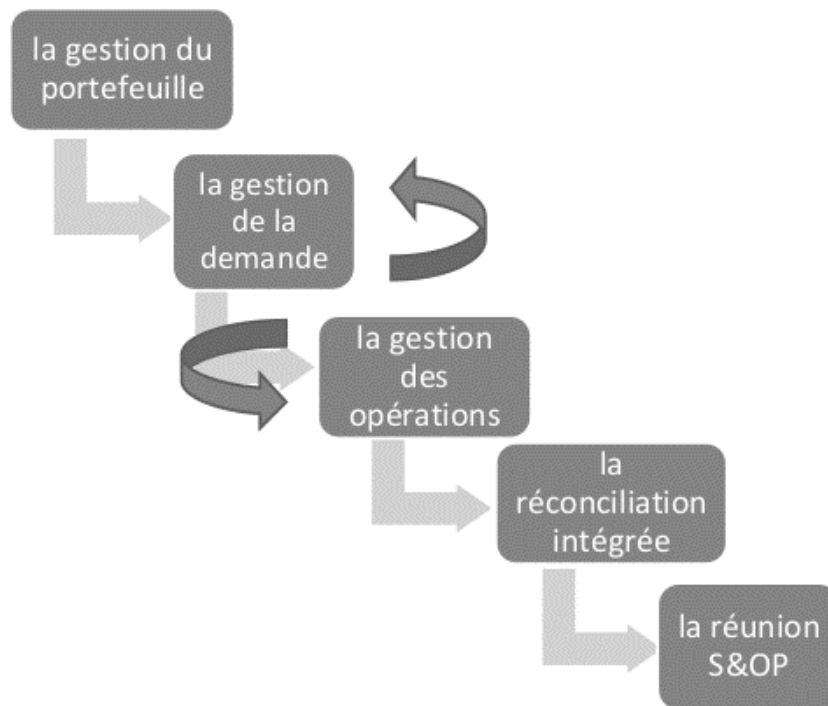 la gestion du
portefeuille
la gestion
de la
demande
la gestion
des
opérations
la
réconciliation
intégrée
la réunion
S&OP